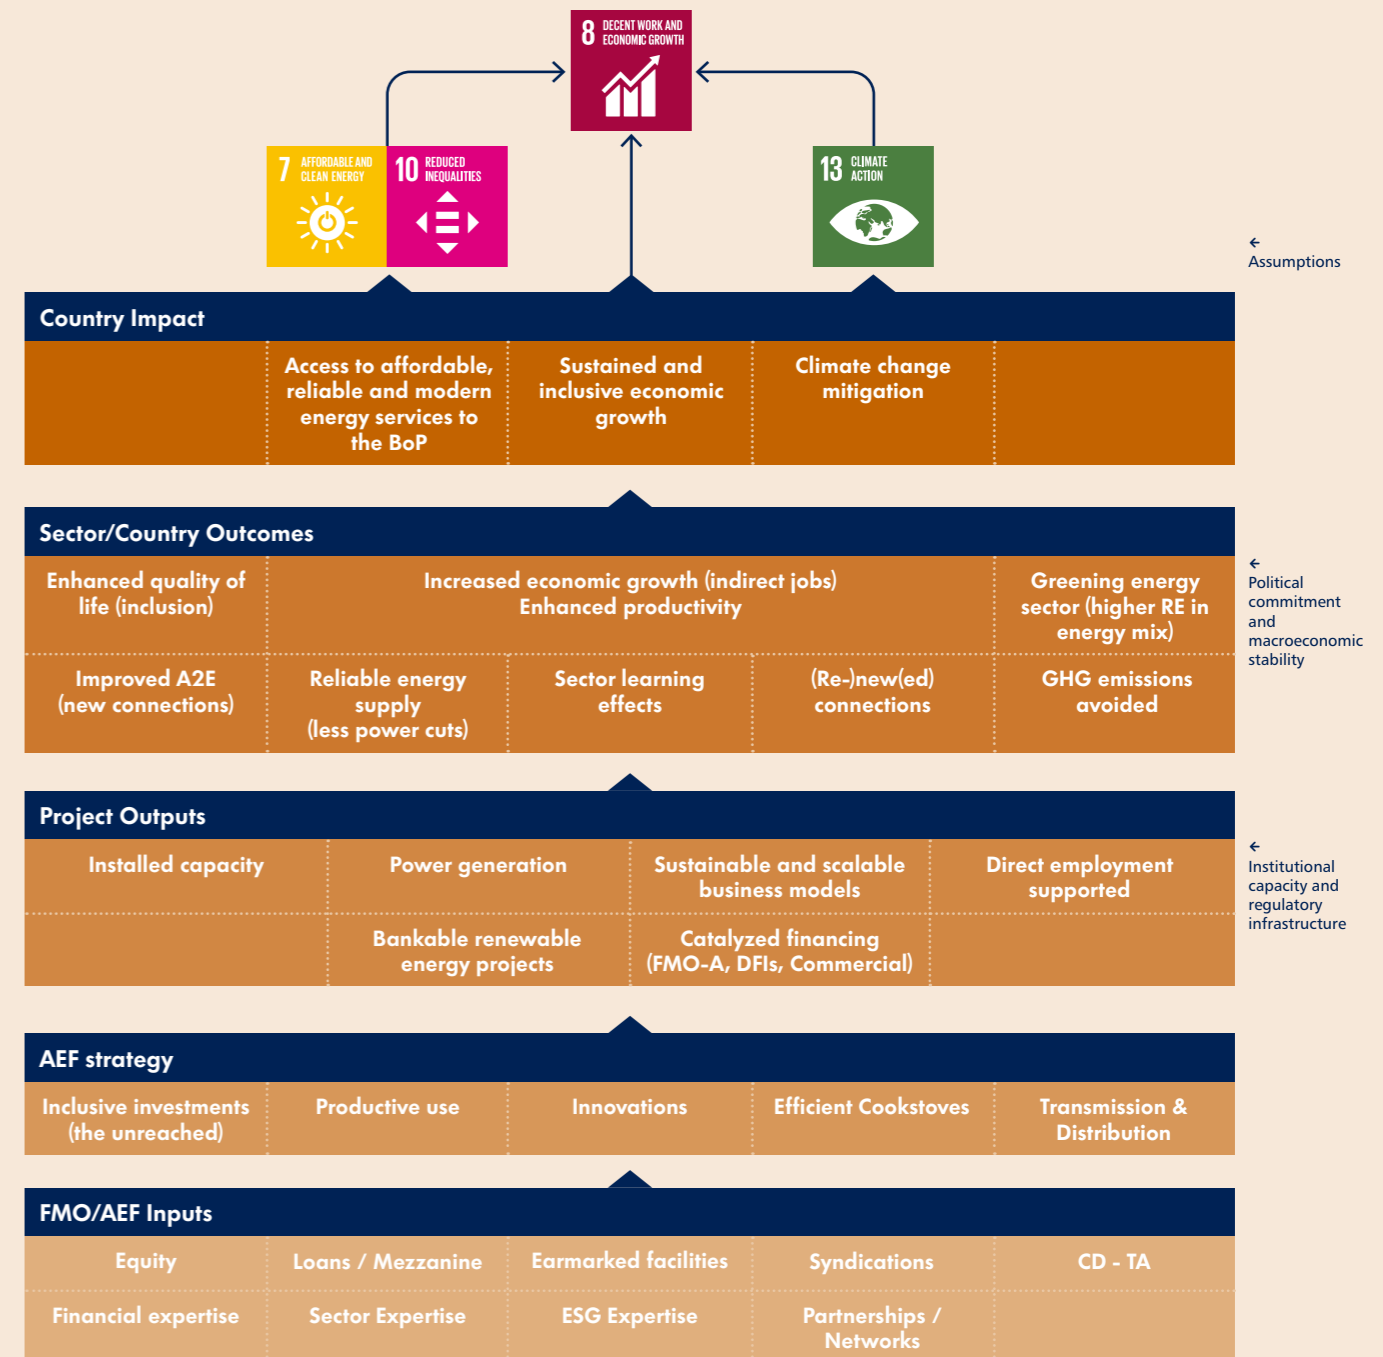 8 DECENT WORK AND
ECONOMIC GROWTH
7 AFFORDABLE AND
CLEAN ENERGY
10 REDUCED
INEQUALITIES
13 CLIMATE
ACTION
←
Assumptions
Country Impact
Access to affordable,
reliable and modern
energy services to
the BoP
Sustained and
inclusive economic
growth
Climate change
mitigation
Sector/Country Outcomes
Enhanced quality of
life (inclusion)
Increased economic growth (indirect jobs)
Enhanced productivity
Greening energy
sector (higher RE in
energy mix)
←
Political
commitment
and
macroeconomic
stability
Improved A2E
(new connections)
Reliable energy
supply
(less power cuts)
Sector learning
effects
(Re-)new(ed)
connections
GHG emissions
avoided
Project Outputs
Installed capacity
Power generation
Sustainable and scalable
business models
Direct employment
supported
←
Institutional
capacity and
regulatory
infrastructure
Bankable renewable
energy projects
Catalyzed financing
(FMO-A, DFIs, Commercial)
AEF strategy
Inclusive investments
(the unreached)
Productive use
Innovations
Efficient Cookstoves
Transmission &
Distribution
FMO/AEF Inputs
Equity
Loans / Mezzanine
Earmarked facilities
Syndications
CD - TA
Financial expertise
Sector Expertise
ESG Expertise
Partnerships /
Networks